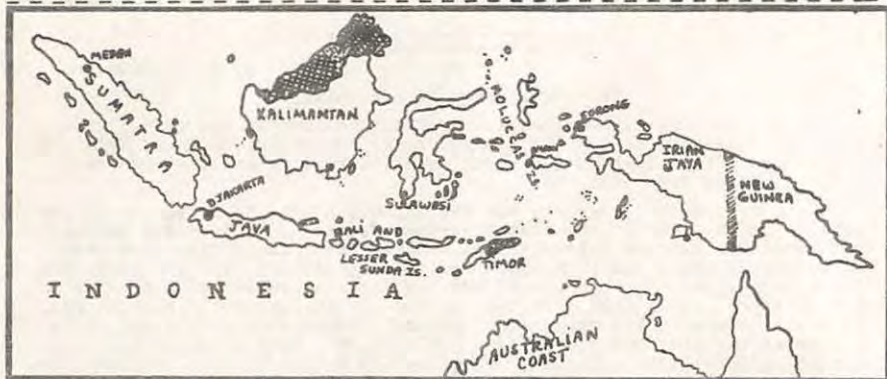 MEDAN
SUMATRA
KALIMANTAN
MOLUCCAS
IS.
SORONG
IRIAN
JAYA
NEW
GUINEA
DJAKARTA
JAVA
SULAWESI
BALI AND
LESSER
SUNDA IS.
TIMOR
INDONESIA
AUSTRALIAN
COAST